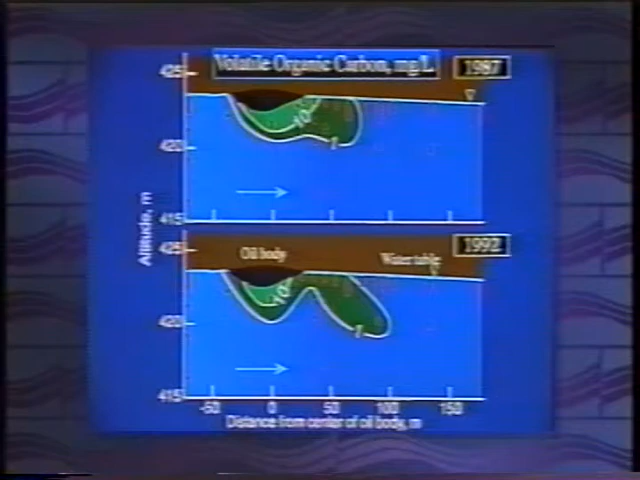 Volatile Organic Carbon, mg/L 1987
425
10
420
1
415
Altitude, m
1992
425
Oil body Water table
10
420
1
415
-50 0 50 100 150
Distance from center of oil body, m